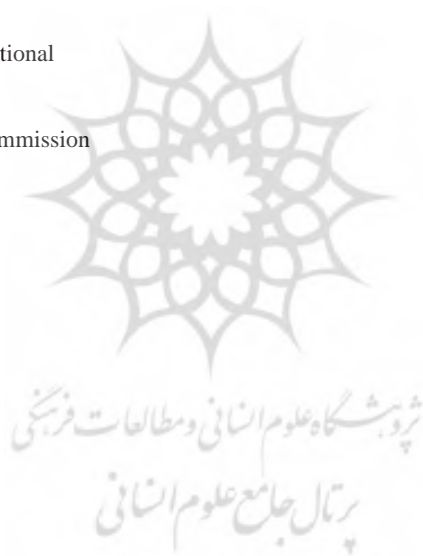 tional
mmission
پژوهشگاه علوم انسانی و مطالعات فرهنگی
پرتال جامع علوم انسانی